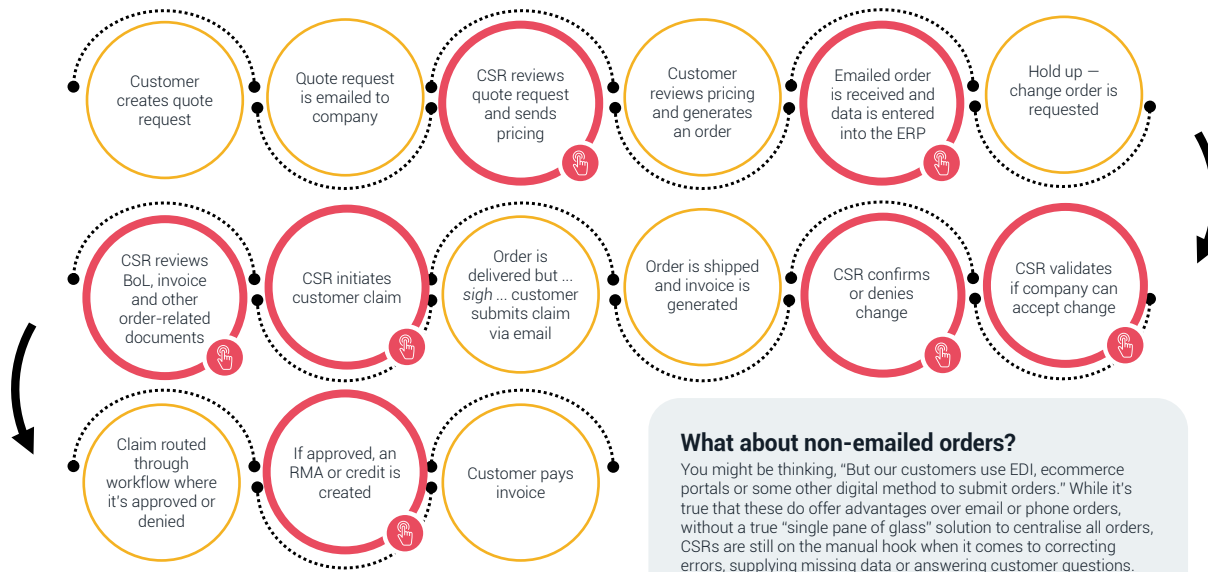 Customer
creates quote
request
Quote request
is emailed to
company
CSR reviews
quote request
and sends
pricing
Customer
reviews pricing
and generates
an order
Emailed order
is received and
data is entered
into the ERP
Hold up —
change order is
requested
CSR validates
if company can
accept change
CSR confirms
or denies
change
Order is shipped
and invoice is
generated
Order is
delivered but ...
sigh ... customer
submits claim
via email
CSR initiates
customer claim
CSR reviews
BoL, invoice
and other
order-related
documents
Claim routed
through
workflow where
it's approved or
denied
If approved, an
RMA or credit is
created
Customer pays
invoice
What about non-emailed orders?
You might be thinking, “But our customers use EDI, ecommerce
portals or some other digital method to submit orders.” While it's
true that these do offer advantages over email or phone orders,
without a true “single pane of glass” solution to centralise all orders,
CSRs are still on the manual hook when it comes to correcting
errors, supplying missing data or answering customer questions.